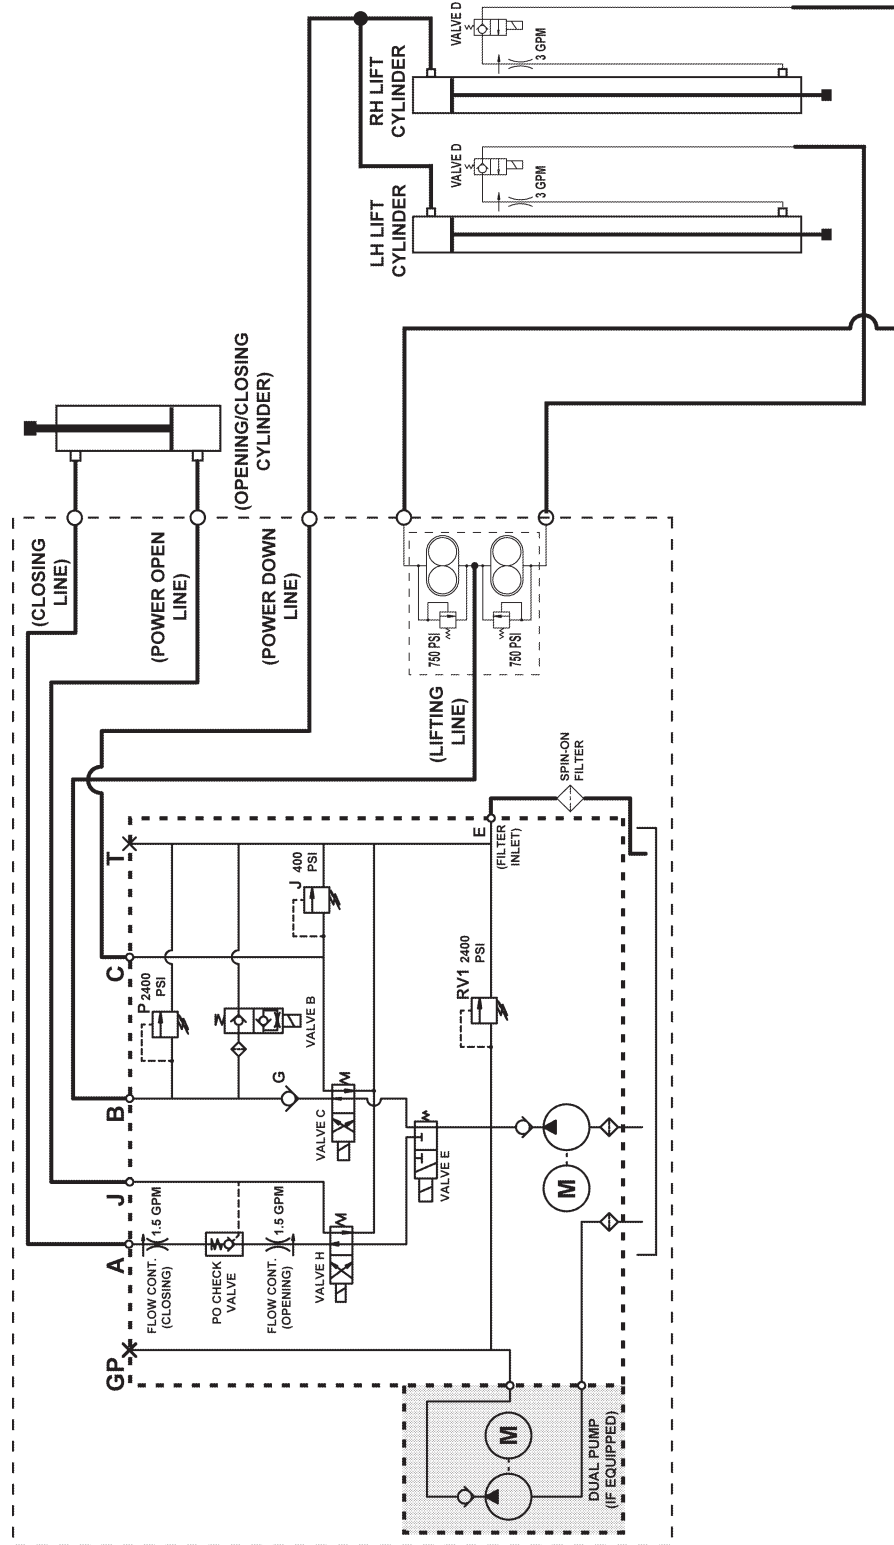 VALVE D
3 GPM
RH LIFT
CYLINDER
VALVE D
3 GPM
LH LIFT
CYLINDER
(OPENING/CLOSING
CYLINDER)
(CLOSING
LINE)
(POWER OPEN
LINE)
(POWER DOWN
LINE)
750 PSI
750 PSI
(LIFTING
LINE)
SPIN-ON
FILTER
E
(FILTER
INLET)
T
J 400
PSI
C
P 2400
PSI
VALVE B
RV1 2400
PSI
B
G
VALVE C
VALVE E
J
1.5 GPM
1.5 GPM
A
FLOW CONT.
(CLOSING)
PO CHECK
VALVE
FLOW CONT.
(OPENING)
VALVE H
M
GP
M
DUAL PUMP
(IF EQUIPPED)